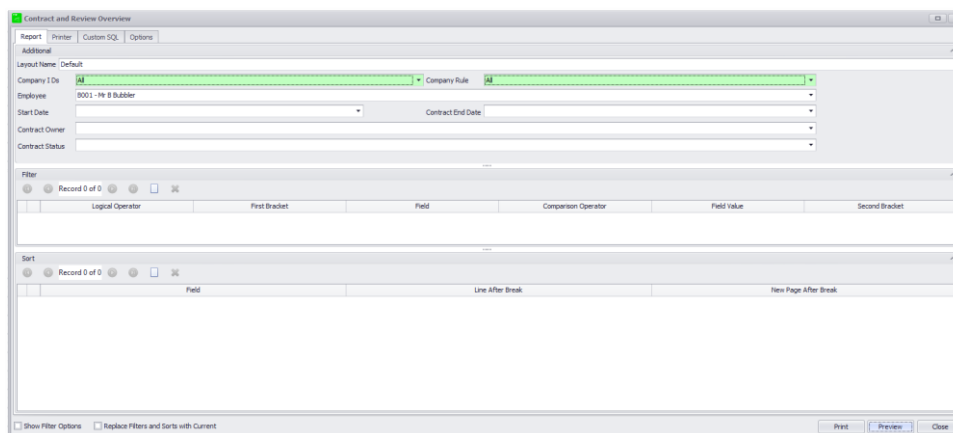 Contract and Review Overview
Report Printer Custom SQL Options
Additional
Layout Name Default
Company I Ds All Company Rule All
Employee B001 - Mr B Bubbler
Start Date Contract End Date
Contract Owner
Contract Status
Filter
Record 0 of 0
Logical Operator First Bracket Field Comparison Operator Field Value Second Bracket
Sort
Record 0 of 0
Field Line After Break New Page After Break
Show Filter Options Replace Filters and Sorts with Current Print Preview Close